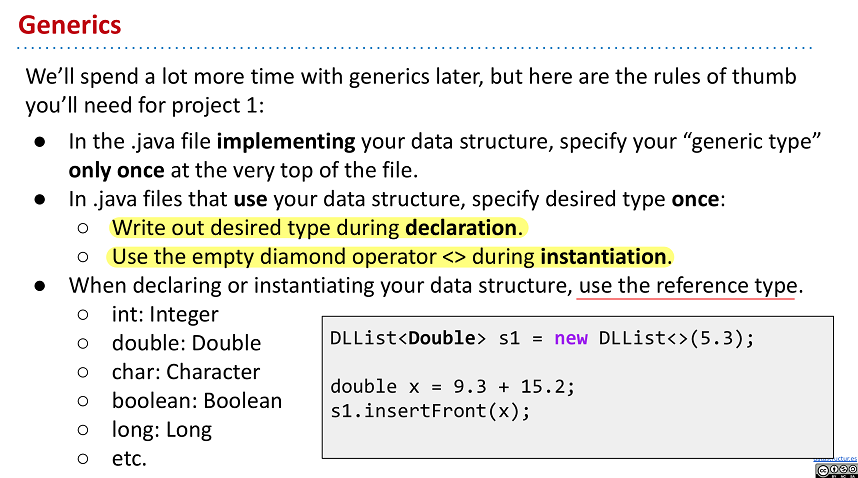 Generics
We’ll spend a lot more time with generics later, but here are the rules of thumb
you’ll need for project 1:
● In the .java file implementing your data structure, specify your “generic type”
only once at the very top of the file.
● In .java files that use your data structure, specify desired type once:
○ Write out desired type during declaration.
○ Use the empty diamond operator <> during instantiation.
● When declaring or instantiating your data structure, use the reference type.
○ int: Integer
○ double: Double
○ char: Character
○ boolean: Boolean
○ long: Long
○ etc.
DLList<Double> s1 = new DLList<>(5.3);
double x = 9.3 + 15.2;
s1.insertFront(x);